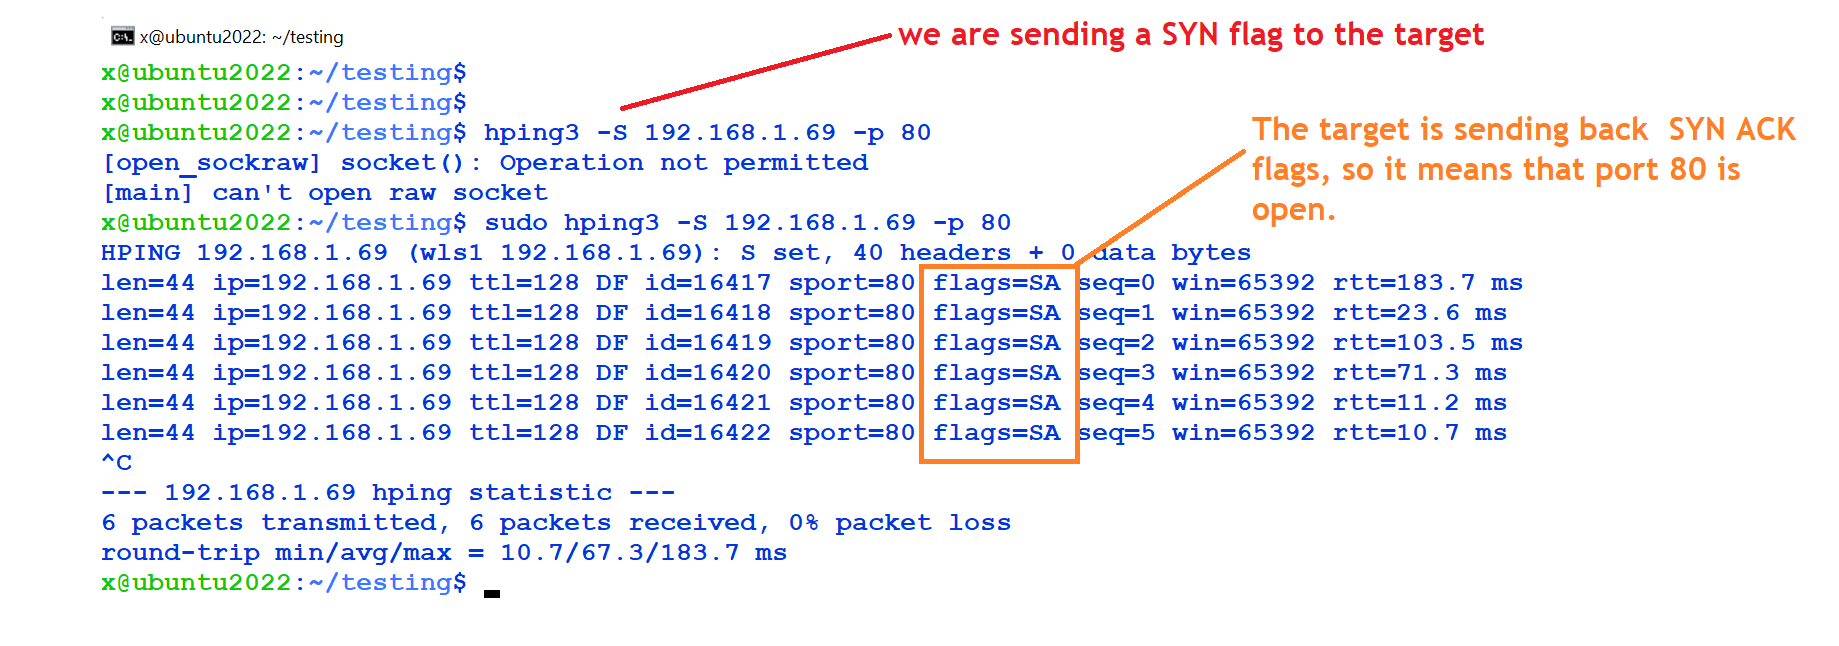 x@ubuntu2022: ~/testing
we are sending a SYN flag to the target
x@ubuntu2022:~/testing$
x@ubuntu2022:~/testing$
x@ubuntu2022:~/testing$ hping3 -S 192.168.1.69 -p 80
The target is sending back  SYN ACK
flags, so it means that port 80 is
open.
[open_sockraw] socket(): Operation not permitted
[main] can't open raw socket
x@ubuntu2022:~/testing$ sudo hping3 -S 192.168.1.69 -p 80
HPING 192.168.1.69 (wls1 192.168.1.69): S set, 40 headers + 0 data bytes
len=44 ip=192.168.1.69 ttl=128 DF id=16417 sport=80 flags=SA seq=0 win=65392 rtt=183.7 ms
len=44 ip=192.168.1.69 ttl=128 DF id=16418 sport=80 flags=SA seq=1 win=65392 rtt=23.6 ms
len=44 ip=192.168.1.69 ttl=128 DF id=16419 sport=80 flags=SA seq=2 win=65392 rtt=103.5 ms
len=44 ip=192.168.1.69 ttl=128 DF id=16420 sport=80 flags=SA seq=3 win=65392 rtt=71.3 ms
len=44 ip=192.168.1.69 ttl=128 DF id=16421 sport=80 flags=SA seq=4 win=65392 rtt=11.2 ms
len=44 ip=192.168.1.69 ttl=128 DF id=16422 sport=80 flags=SA seq=5 win=65392 rtt=10.7 ms
^C
--- 192.168.1.69 hping statistic ---
6 packets transmitted, 6 packets received, 0% packet loss
round-trip min/avg/max = 10.7/67.3/183.7 ms
x@ubuntu2022:~/testing$